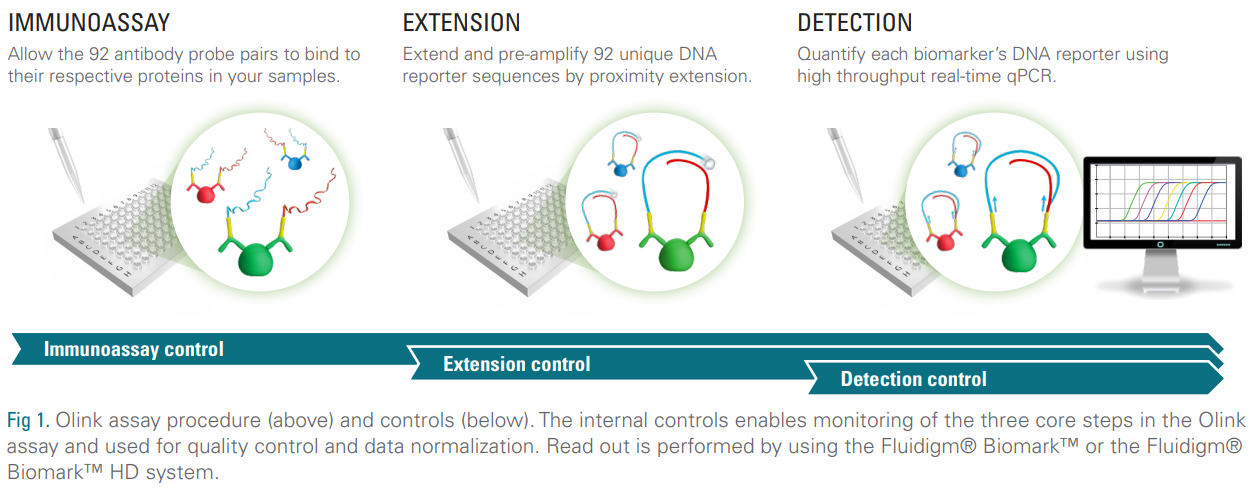 IMMUNOASSAY
Allow the 92 antibody probe pairs to bind to
their respective proteins in your samples.
EXTENSION
Extend and pre-amplify 92 unique DNA
reporter sequences by proximity extension.
DETECTION
Quantify each biomarker's DNA reporter using
high throughput real-time qPCR.
Immunoassay control
Extension control
Detection control
Fig 1. Olink assay procedure (above) and controls (below). The internal controls enables monitoring of the three core steps in the Olink
assay and used for quality control and data normalization. Read out is performed by using the Fluidigm® Biomark™ or the Fluidigm®
Biomark™ HD system.